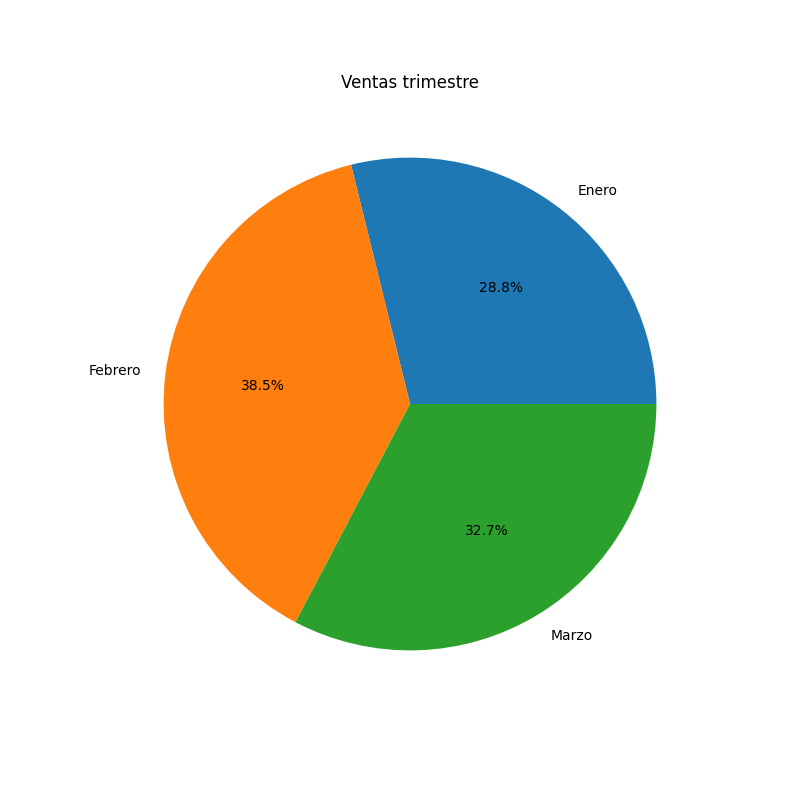 Ventas trimestre
Enero
28.8%
Febrero
38.5%
32.7%
Marzo